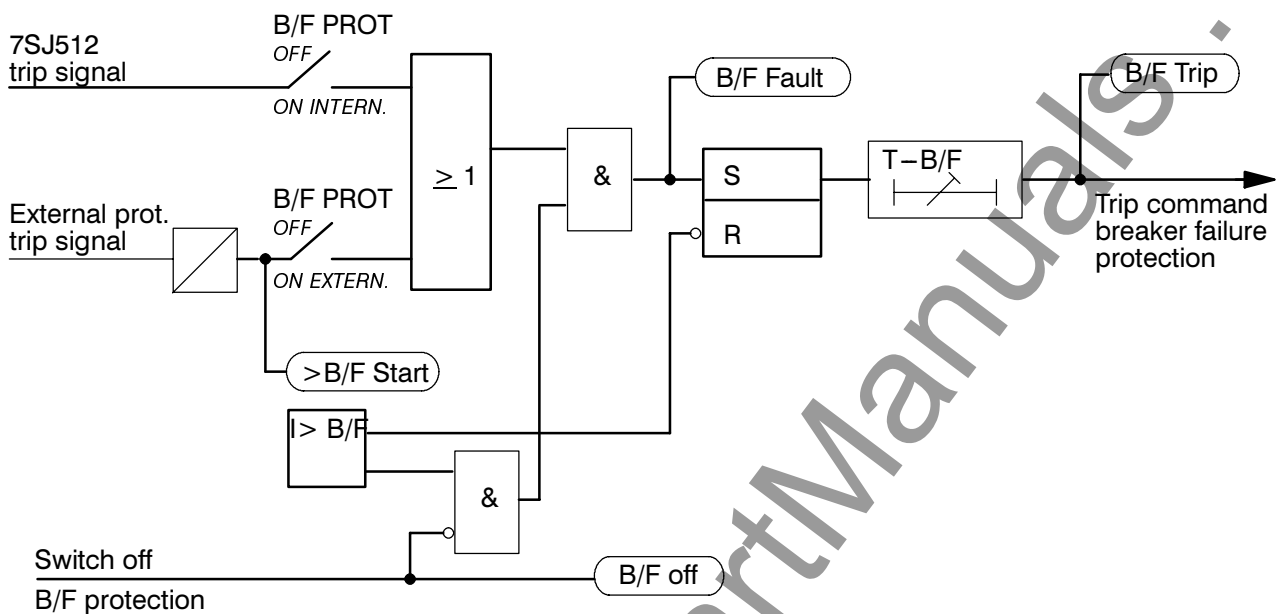 7SJ512
trip signal
B/F PROT
OFF
ON INTERN.
≥ 1
&
B/F Fault
B/F Trip
External prot.
trip signal
B/F PROT
OFF
ON EXTERN.
S
R
T–B/F
Trip command
breaker failure
protection
>B/F Start
I> B/F
&
Switch off
B/F protection
B/F off